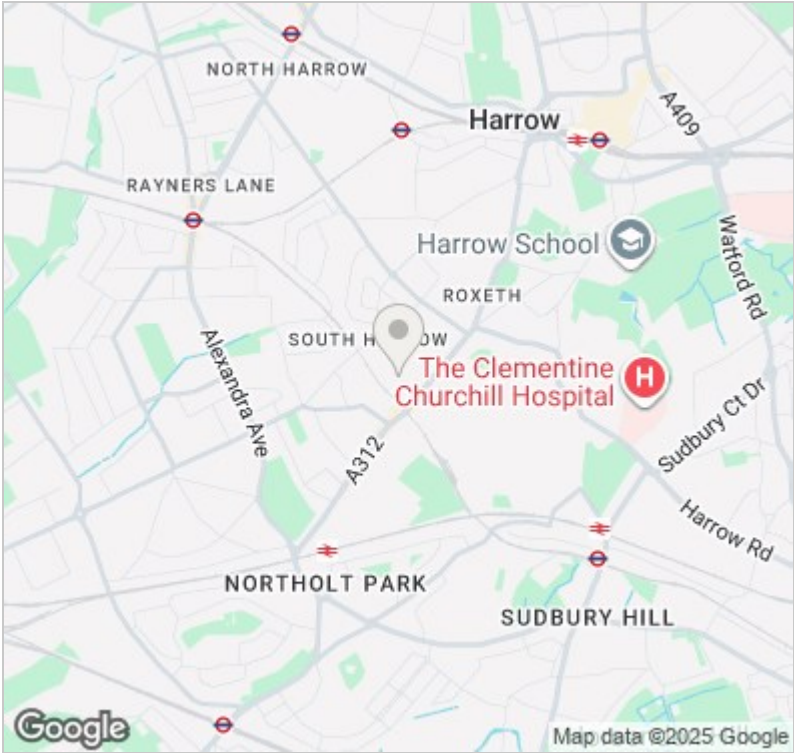 NORTH HARROW
Harrow
A409
RAYNERS LANE
Harrow School
Watford Rd
ROXETH
SOUTH H OW
Alexandra Ave
The Clementine
Churchill Hospital
H
Sudbury Ct Dr
A312
Harrow Rd
NORTHOLT PARK
SUDBURY HILL
Google
Map data ©2025 Google